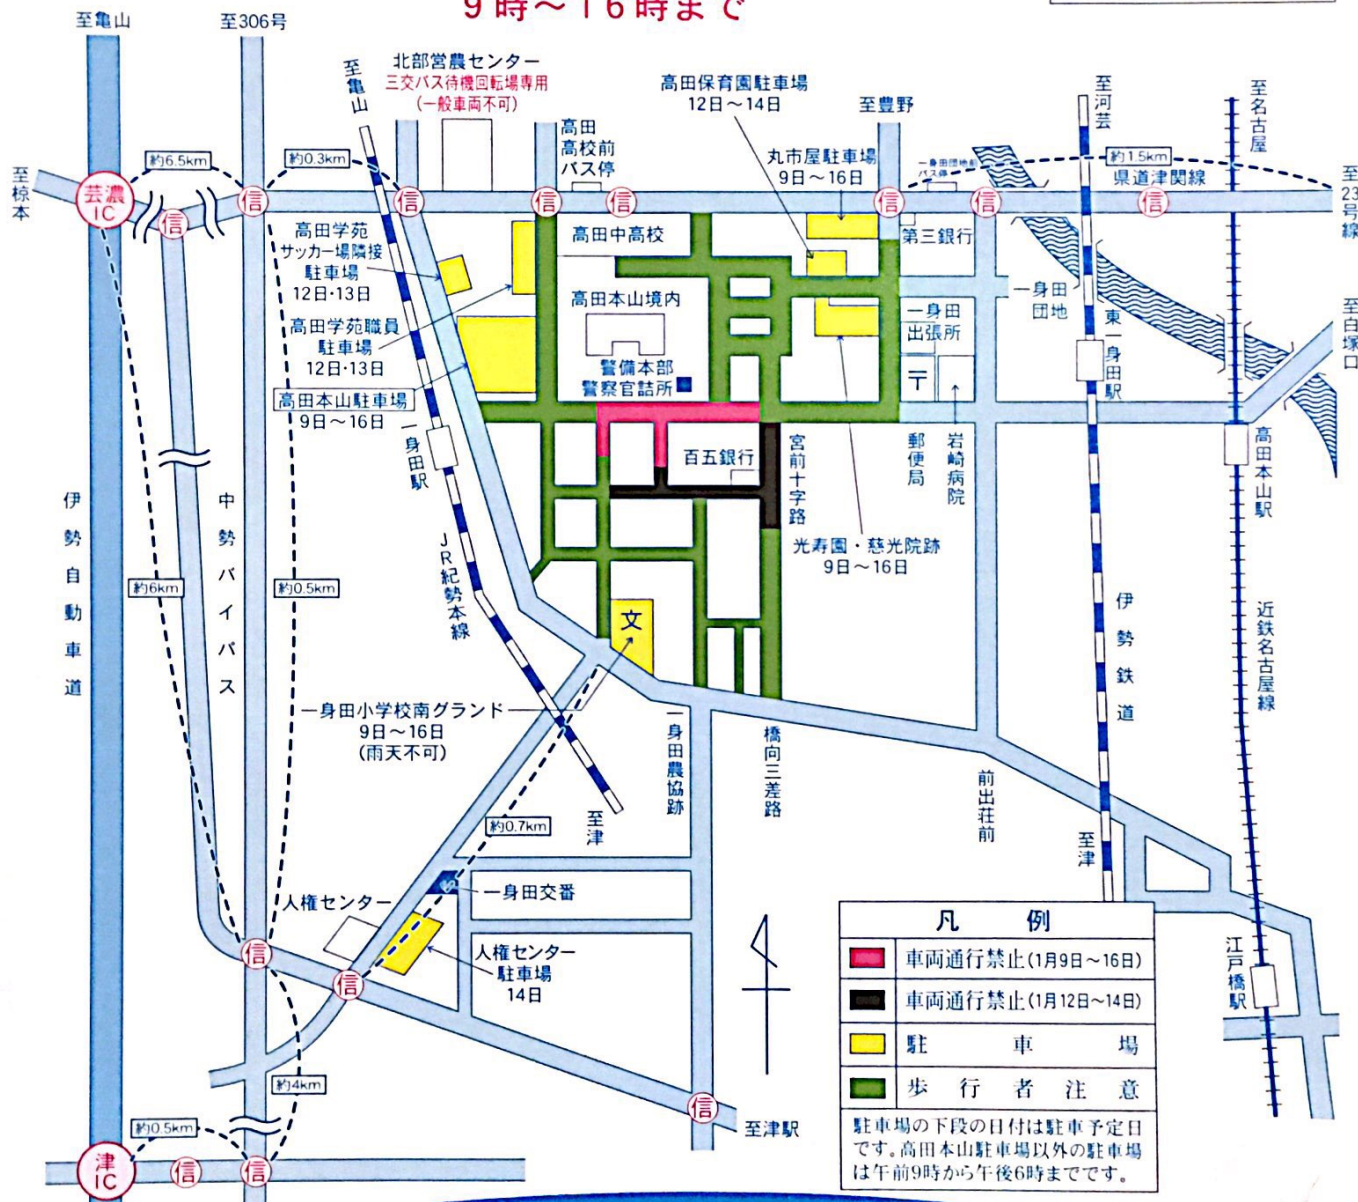 9時〜16時まで
至亀山
至306号
至亀山
北部営農センター
三交バス待機回転場専用
(一般車両不可)
高田保育園駐車場
12日〜14日
至豊野
至河芸
至名古屋
高田
高校前
バス停
丸市屋駐車場
9日〜16日
一身田団地前
バス停
約1.5km
県道津関線
至23号線
至椋本
芸濃
IC
約6.5km
約0.3km
信
信
信
信
信
信
信
信
高田学苑
サッカー場隣接
駐車場
12日・13日
高田中高校
第三銀行
高田本山境内
一身田
団地
一身田
出張所
東一身田駅
至白塚口
高田学苑職員
駐車場
12日・13日
警備本部
警察官詰所
〒
高田本山駐車場
9日〜16日
一身田駅
百五銀行
宮前十字路
郵便局
岩崎病院
高田本山駅
伊勢自動車道
中勢バイパス
JR紀勢本線
光寿園・慈光院跡
9日〜16日
約6km
約0.5km
文
伊勢鉄道
近鉄名古屋線
一身田小学校南グランド
9日〜16日
(雨天不可)
一身田農協跡
橋向三差路
前出荘前
至津
至津
約0.7km
一身田交番
人権センター
人権センター
駐車場
14日
信
信
江戸橋駅
約4km
約0.5km
信
至津駅
津
IC
信
信
凡例
車両通行禁止(1月9日〜16日)
車両通行禁止(1月12日〜14日)
駐車場
歩行者注意
駐車場の下段の日付は駐車予定日
です。高田本山駐車場以外の駐車場
は午前9時から午後6時までです。